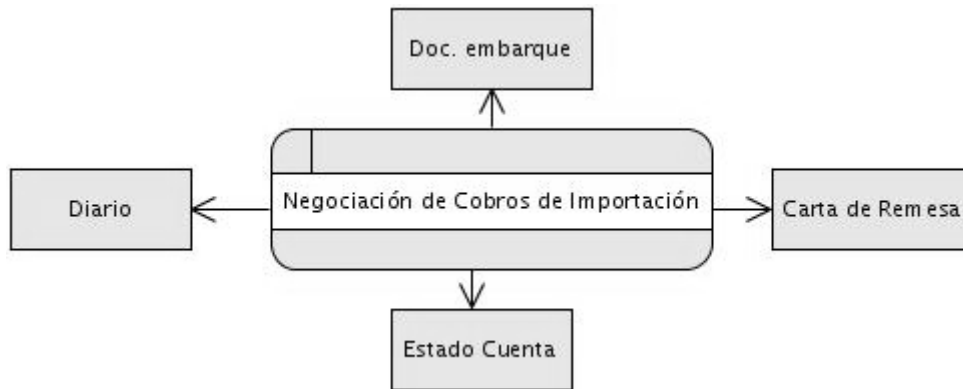 Doc. embarque
Diario
Negociación de Cobros de Importación
Carta de Remesa
Estado Cuenta